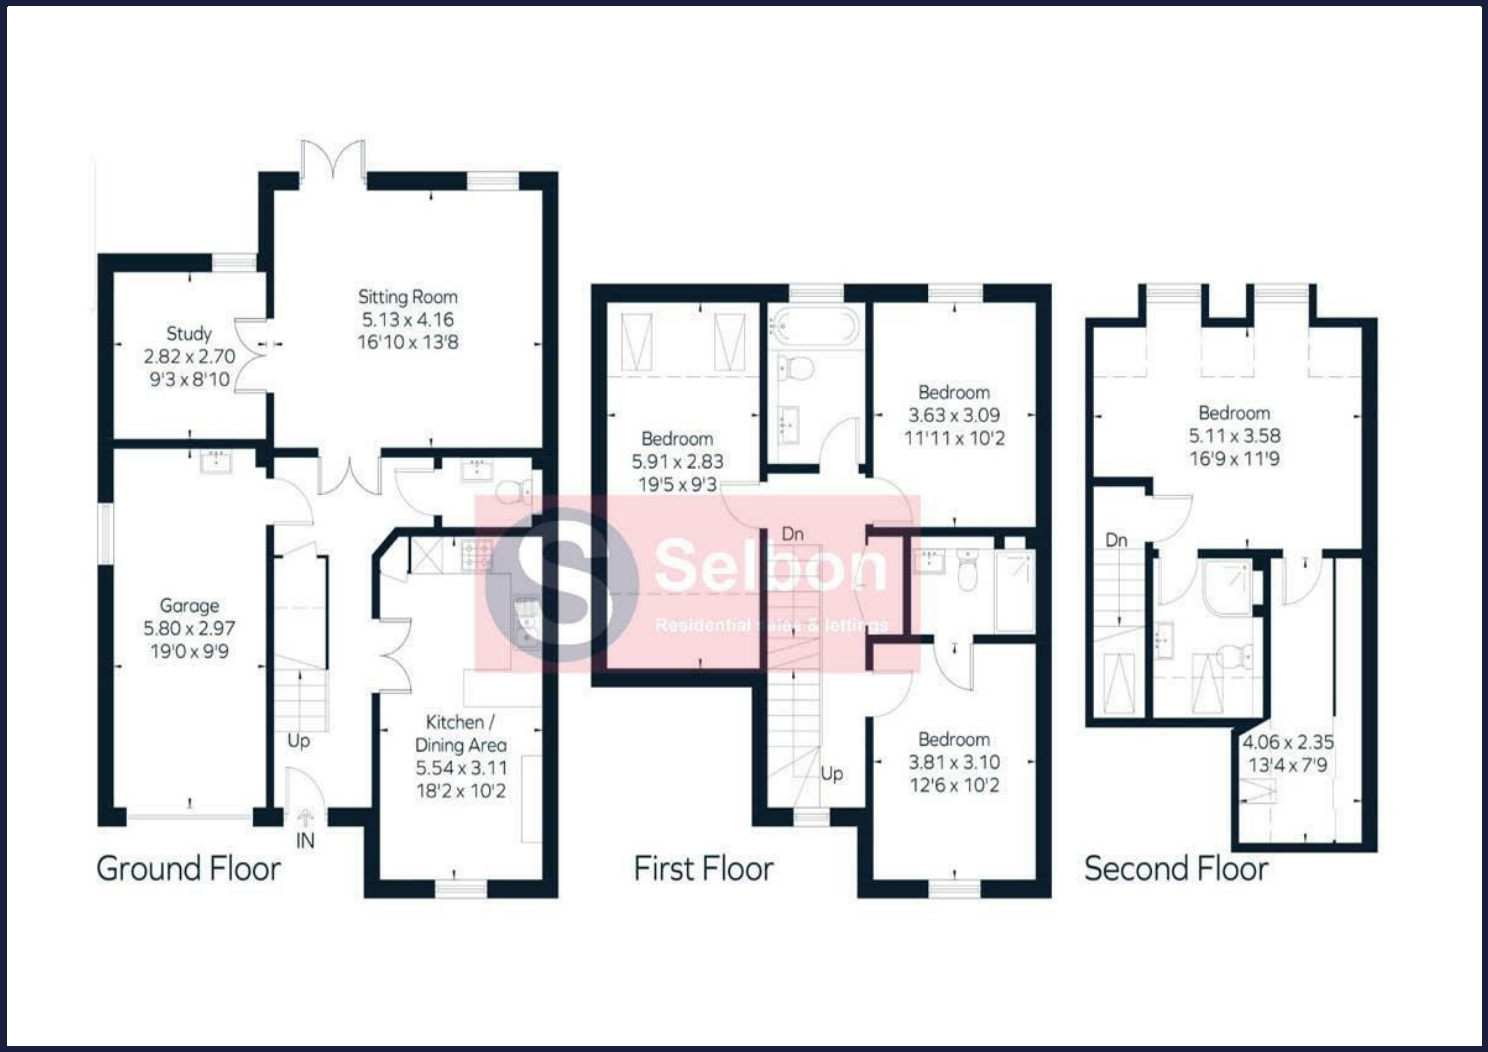 Sitting Room
5.13 x 4.16
16'10 x 13'8
Study
2.82 x 2.70
9'3 x 8'10
Garage
5.80 x 2.97
19'0 x 9'9
Kitchen /
Dining Area
5.54 x 3.11
18'2 x 10'2
Up
IN
Ground Floor
Bedroom
5.91 x 2.83
19'5 x 9'3
Bedroom
3.63 x 3.09
11'11 x 10'2
Dn
S Selbon
Residential sales & lettings
Bedroom
3.81 x 3.10
12'6 x 10'2
Up
First Floor
Bedroom
5.11 x 3.58
16'9 x 11'9
Dn
4.06 x 2.35
13'4 x 7'9
Second Floor